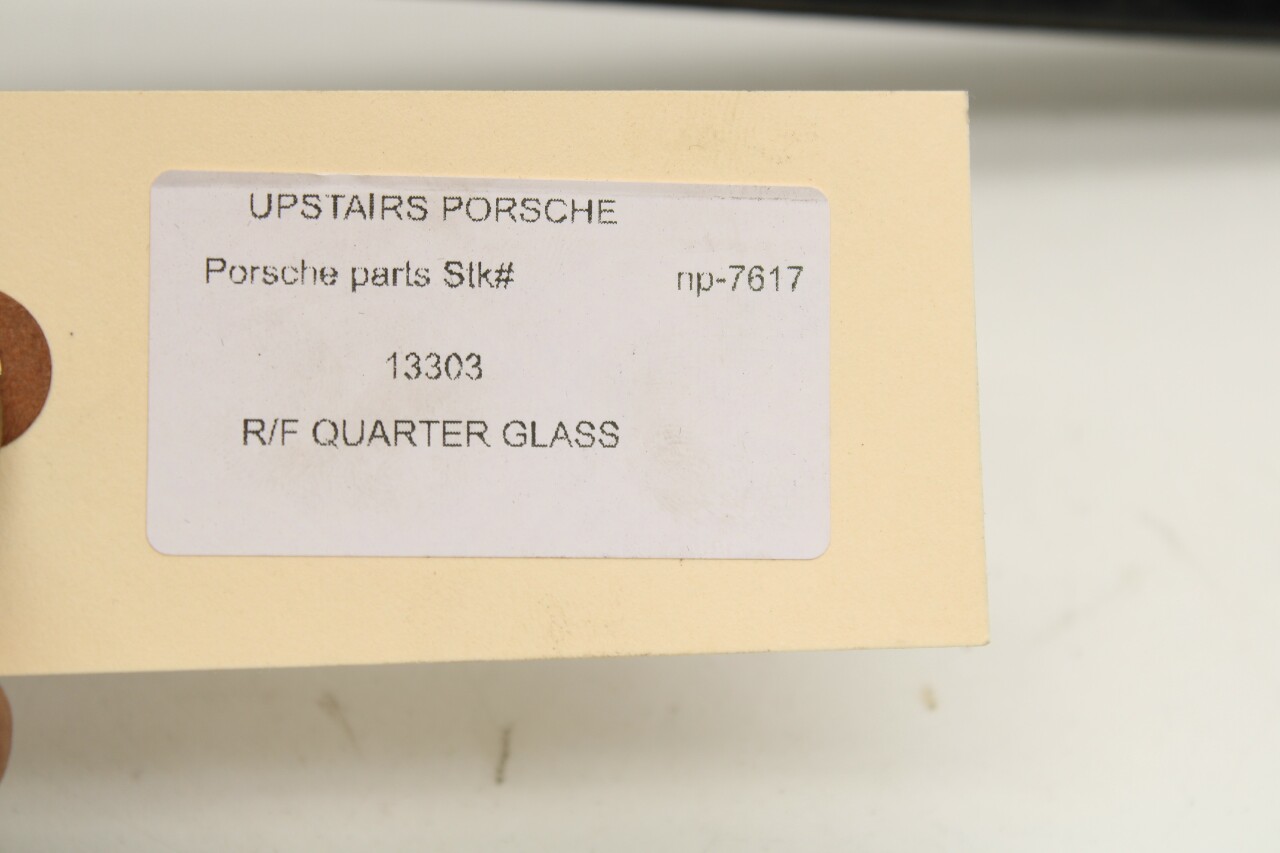 UPSTAIRS PORSCHE
Porsche parts Stk# np-7617
13303
R/F QUARTER GLASS